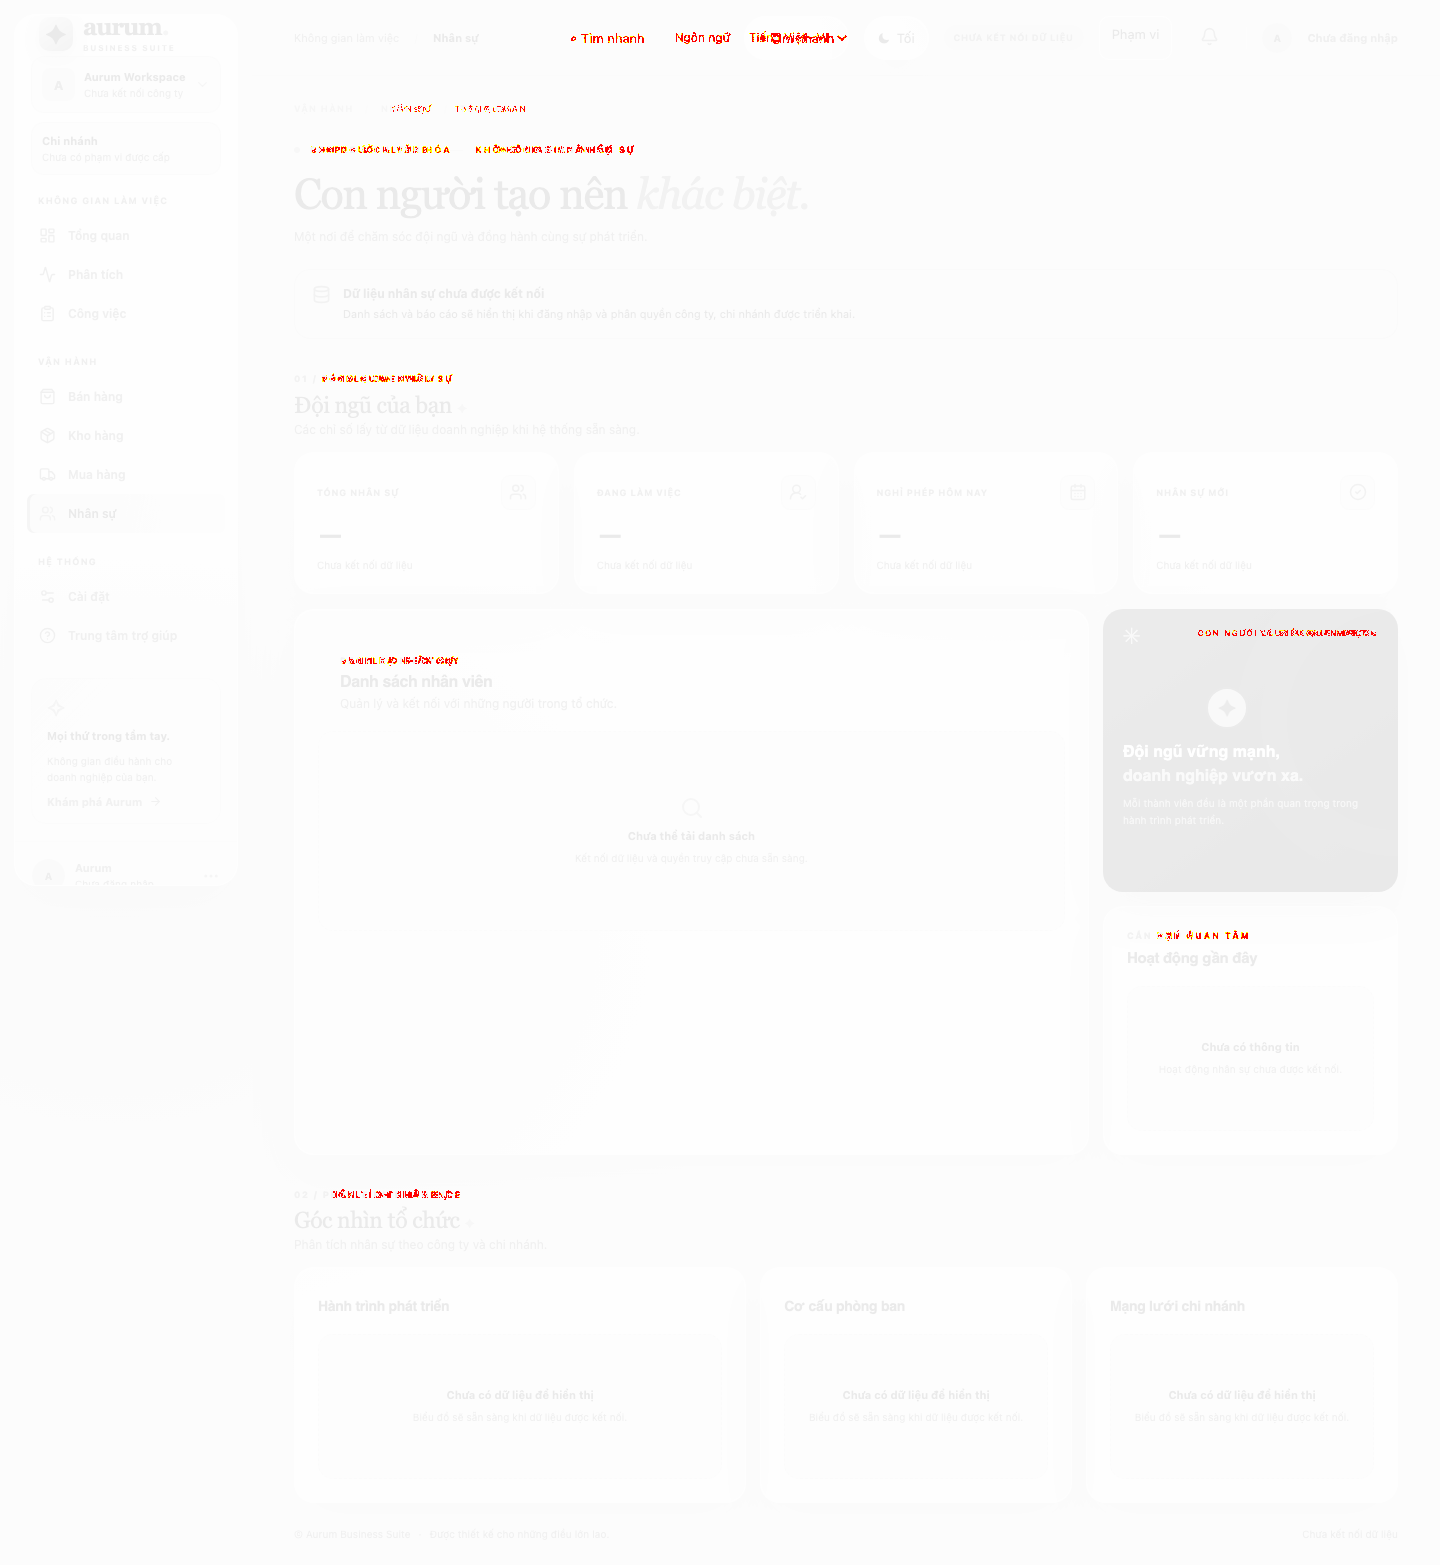 aurum.
BUSINESS SUITE
Aurum Workspace
Chưa kết nối công ty
Chi nhánh
Chưa có phạm vi được cấp
KHÔNG GIAN LÀM VIỆC
Tổng quan
Phân tích
Công việc
VẬN HÀNH
Bán hàng
Kho hàng
Mua hàng
Nhân sự
HỆ THỐNG
Cài đặt
Trung tâm trợ giúp
Mọi thứ trong tầm tay.
Không gian điều hành cho
doanh nghiệp của bạn.
Khám phá Aurum →
A Aurum
Chưa đăng nhập
Không gian làm việc Nhân sự
Tìm nhanh Ngôn ngữ Tối CHƯA KẾT NỐI DỮ LIỆU Phạm vi A Chưa đăng nhập
VẬN HÀNH
Con người tạo nên khác biệt.
Một nơi để chăm sóc đội ngũ và đồng hành cùng sự phát triển.
Dữ liệu nhân sự chưa được kết nối
Danh sách và báo cáo sẽ hiển thị khi đăng nhập và phân quyền công ty, chi nhánh được triển khai.
01 /
Đội ngũ của bạn
Các chỉ số lấy từ dữ liệu doanh nghiệp khi hệ thống sẵn sàng.
TỔNG NHÂN SỰ
—
Chưa kết nối dữ liệu
ĐANG LÀM VIỆC
—
Chưa kết nối dữ liệu
NGHỈ PHÉP HÔM NAY
—
Chưa kết nối dữ liệu
NHÂN SỰ MỚI
—
Chưa kết nối dữ liệu
Danh sách nhân viên
Quản lý và kết nối với những người trong tổ chức.
Chưa thể tải danh sách
Kết nối dữ liệu và quyền truy cập chưa sẵn sàng.
CON NGƯỜI
Đội ngũ vững mạnh,
doanh nghiệp vươn xa.
Mỗi thành viên đều là một phần quan trọng trong
hành trình phát triển.
QUAN TÂM
Hoạt động gần đây
Chưa có thông tin
Hoạt động nhân sự chưa được kết nối.
02 /
Góc nhìn tổ chức
Phân tích nhân sự theo công ty và chi nhánh.
Hành trình phát triển
Chưa có dữ liệu để hiển thị
Biểu đồ sẽ sẵn sàng khi dữ liệu được kết nối.
Cơ cấu phòng ban
Chưa có dữ liệu để hiển thị
Biểu đồ sẽ sẵn sàng khi dữ liệu được kết nối.
Mạng lưới chi nhánh
Chưa có dữ liệu để hiển thị
Biểu đồ sẽ sẵn sàng khi dữ liệu được kết nối.
© Aurum Business Suite · Được thiết kế cho những điều lớn lao. Chưa kết nối dữ liệu